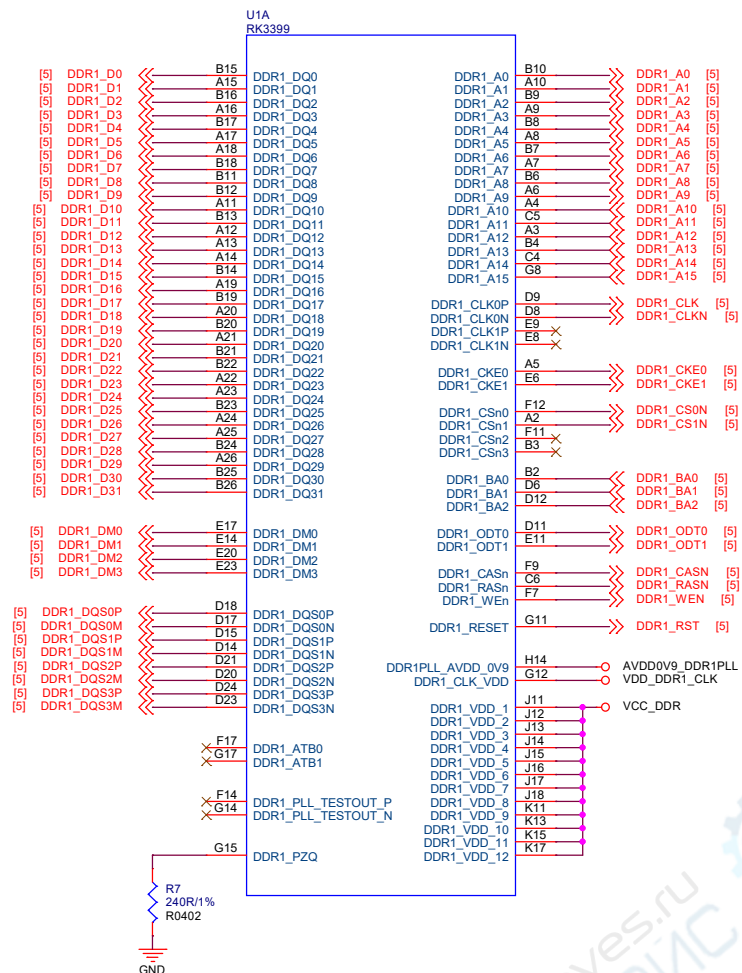 U1A
RK3399
[5] DDR1_D0 B15 DDR1_DQ0
[5] DDR1_D1 A15 DDR1_DQ1
[5] DDR1_D2 B16 DDR1_DQ2
[5] DDR1_D3 A16 DDR1_DQ3
[5] DDR1_D4 B17 DDR1_DQ4
[5] DDR1_D5 A17 DDR1_DQ5
[5] DDR1_D6 A18 DDR1_DQ6
[5] DDR1_D7 B18 DDR1_DQ7
[5] DDR1_D8 B11 DDR1_DQ8
[5] DDR1_D9 B12 DDR1_DQ9
[5] DDR1_D10 A11 DDR1_DQ10
[5] DDR1_D11 B13 DDR1_DQ11
[5] DDR1_D12 A12 DDR1_DQ12
[5] DDR1_D13 A13 DDR1_DQ13
[5] DDR1_D14 A14 DDR1_DQ14
[5] DDR1_D15 B14 DDR1_DQ15
[5] DDR1_D16 A19 DDR1_DQ16
[5] DDR1_D17 B19 DDR1_DQ17
[5] DDR1_D18 A20 DDR1_DQ18
[5] DDR1_D19 B20 DDR1_DQ19
[5] DDR1_D20 A21 DDR1_DQ20
[5] DDR1_D21 B21 DDR1_DQ21
[5] DDR1_D22 B22 DDR1_DQ22
[5] DDR1_D23 A22 DDR1_DQ23
[5] DDR1_D24 A23 DDR1_DQ24
[5] DDR1_D25 B23 DDR1_DQ25
[5] DDR1_D26 A24 DDR1_DQ26
[5] DDR1_D27 A25 DDR1_DQ27
[5] DDR1_D28 B24 DDR1_DQ28
[5] DDR1_D29 A26 DDR1_DQ29
[5] DDR1_D30 B25 DDR1_DQ30
[5] DDR1_D31 B26 DDR1_DQ31
[5] DDR1_DM0 E17 DDR1_DM0
[5] DDR1_DM1 E14 DDR1_DM1
[5] DDR1_DM2 E20 DDR1_DM2
[5] DDR1_DM3 E23 DDR1_DM3
[5] DDR1_DQS0P D18 DDR1_DQS0P
[5] DDR1_DQS0M D17 DDR1_DQS0N
[5] DDR1_DQS1P D15 DDR1_DQS1P
[5] DDR1_DQS1M D14 DDR1_DQS1N
[5] DDR1_DQS2P D21 DDR1_DQS2P
[5] DDR1_DQS2M D20 DDR1_DQS2N
[5] DDR1_DQS3P D24 DDR1_DQS3P
[5] DDR1_DQS3M D23 DDR1_DQS3N
F17 DDR1_ATB0
G17 DDR1_ATB1
F14 DDR1_PLL_TESTOUT_P
G14 DDR1_PLL_TESTOUT_N
G15 DDR1_PZQ
R7
240R/1%
R0402
GND
DDR1_A0 B10 DDR1_A0 [5]
DDR1_A1 A10 DDR1_A1 [5]
DDR1_A2 B9 DDR1_A2 [5]
DDR1_A3 A9 DDR1_A3 [5]
DDR1_A4 B8 DDR1_A4 [5]
DDR1_A5 A8 DDR1_A5 [5]
DDR1_A6 B7 DDR1_A6 [5]
DDR1_A7 A7 DDR1_A7 [5]
DDR1_A8 B6 DDR1_A8 [5]
DDR1_A9 A6 DDR1_A9 [5]
DDR1_A10 A4 DDR1_A10 [5]
DDR1_A11 C5 DDR1_A11 [5]
DDR1_A12 A3 DDR1_A12 [5]
DDR1_A13 B4 DDR1_A13 [5]
DDR1_A14 C4 DDR1_A14 [5]
DDR1_A15 G8 DDR1_A15 [5]
DDR1_CLK0P D9 DDR1_CLK [5]
DDR1_CLK0N D8 DDR1_CLKN [5]
DDR1_CLK1P E9
DDR1_CLK1N E8
DDR1_CKE0 A5 DDR1_CKE0 [5]
DDR1_CKE1 E6 DDR1_CKE1 [5]
DDR1_CSn0 F12 DDR1_CS0N [5]
DDR1_CSn1 A2 DDR1_CS1N [5]
DDR1_CSn2 F11
DDR1_CSn3 B3
DDR1_BA0 B2 DDR1_BA0 [5]
DDR1_BA1 D6 DDR1_BA1 [5]
DDR1_BA2 D12 DDR1_BA2 [5]
DDR1_ODT0 D11 DDR1_ODT0 [5]
DDR1_ODT1 E11 DDR1_ODT1 [5]
DDR1_CASn F9 DDR1_CASN [5]
DDR1_RASn C6 DDR1_RASN [5]
DDR1_WEn F7 DDR1_WEN [5]
DDR1_RESET G11 DDR1_RST [5]
DDR1PLL_AVDD_0V9 H14 AVDD0V9_DDR1PLL
DDR1_CLK_VDD G12 VDD_DDR1_CLK
DDR1_VDD_1 J11 VCC_DDR
DDR1_VDD_2 J12
DDR1_VDD_3 J13
DDR1_VDD_4 J14
DDR1_VDD_5 J15
DDR1_VDD_6 J16
DDR1_VDD_7 J17
DDR1_VDD_8 J18
DDR1_VDD_9 K11
DDR1_VDD_10 K13
DDR1_VDD_11 K15
DDR1_VDD_12 K17